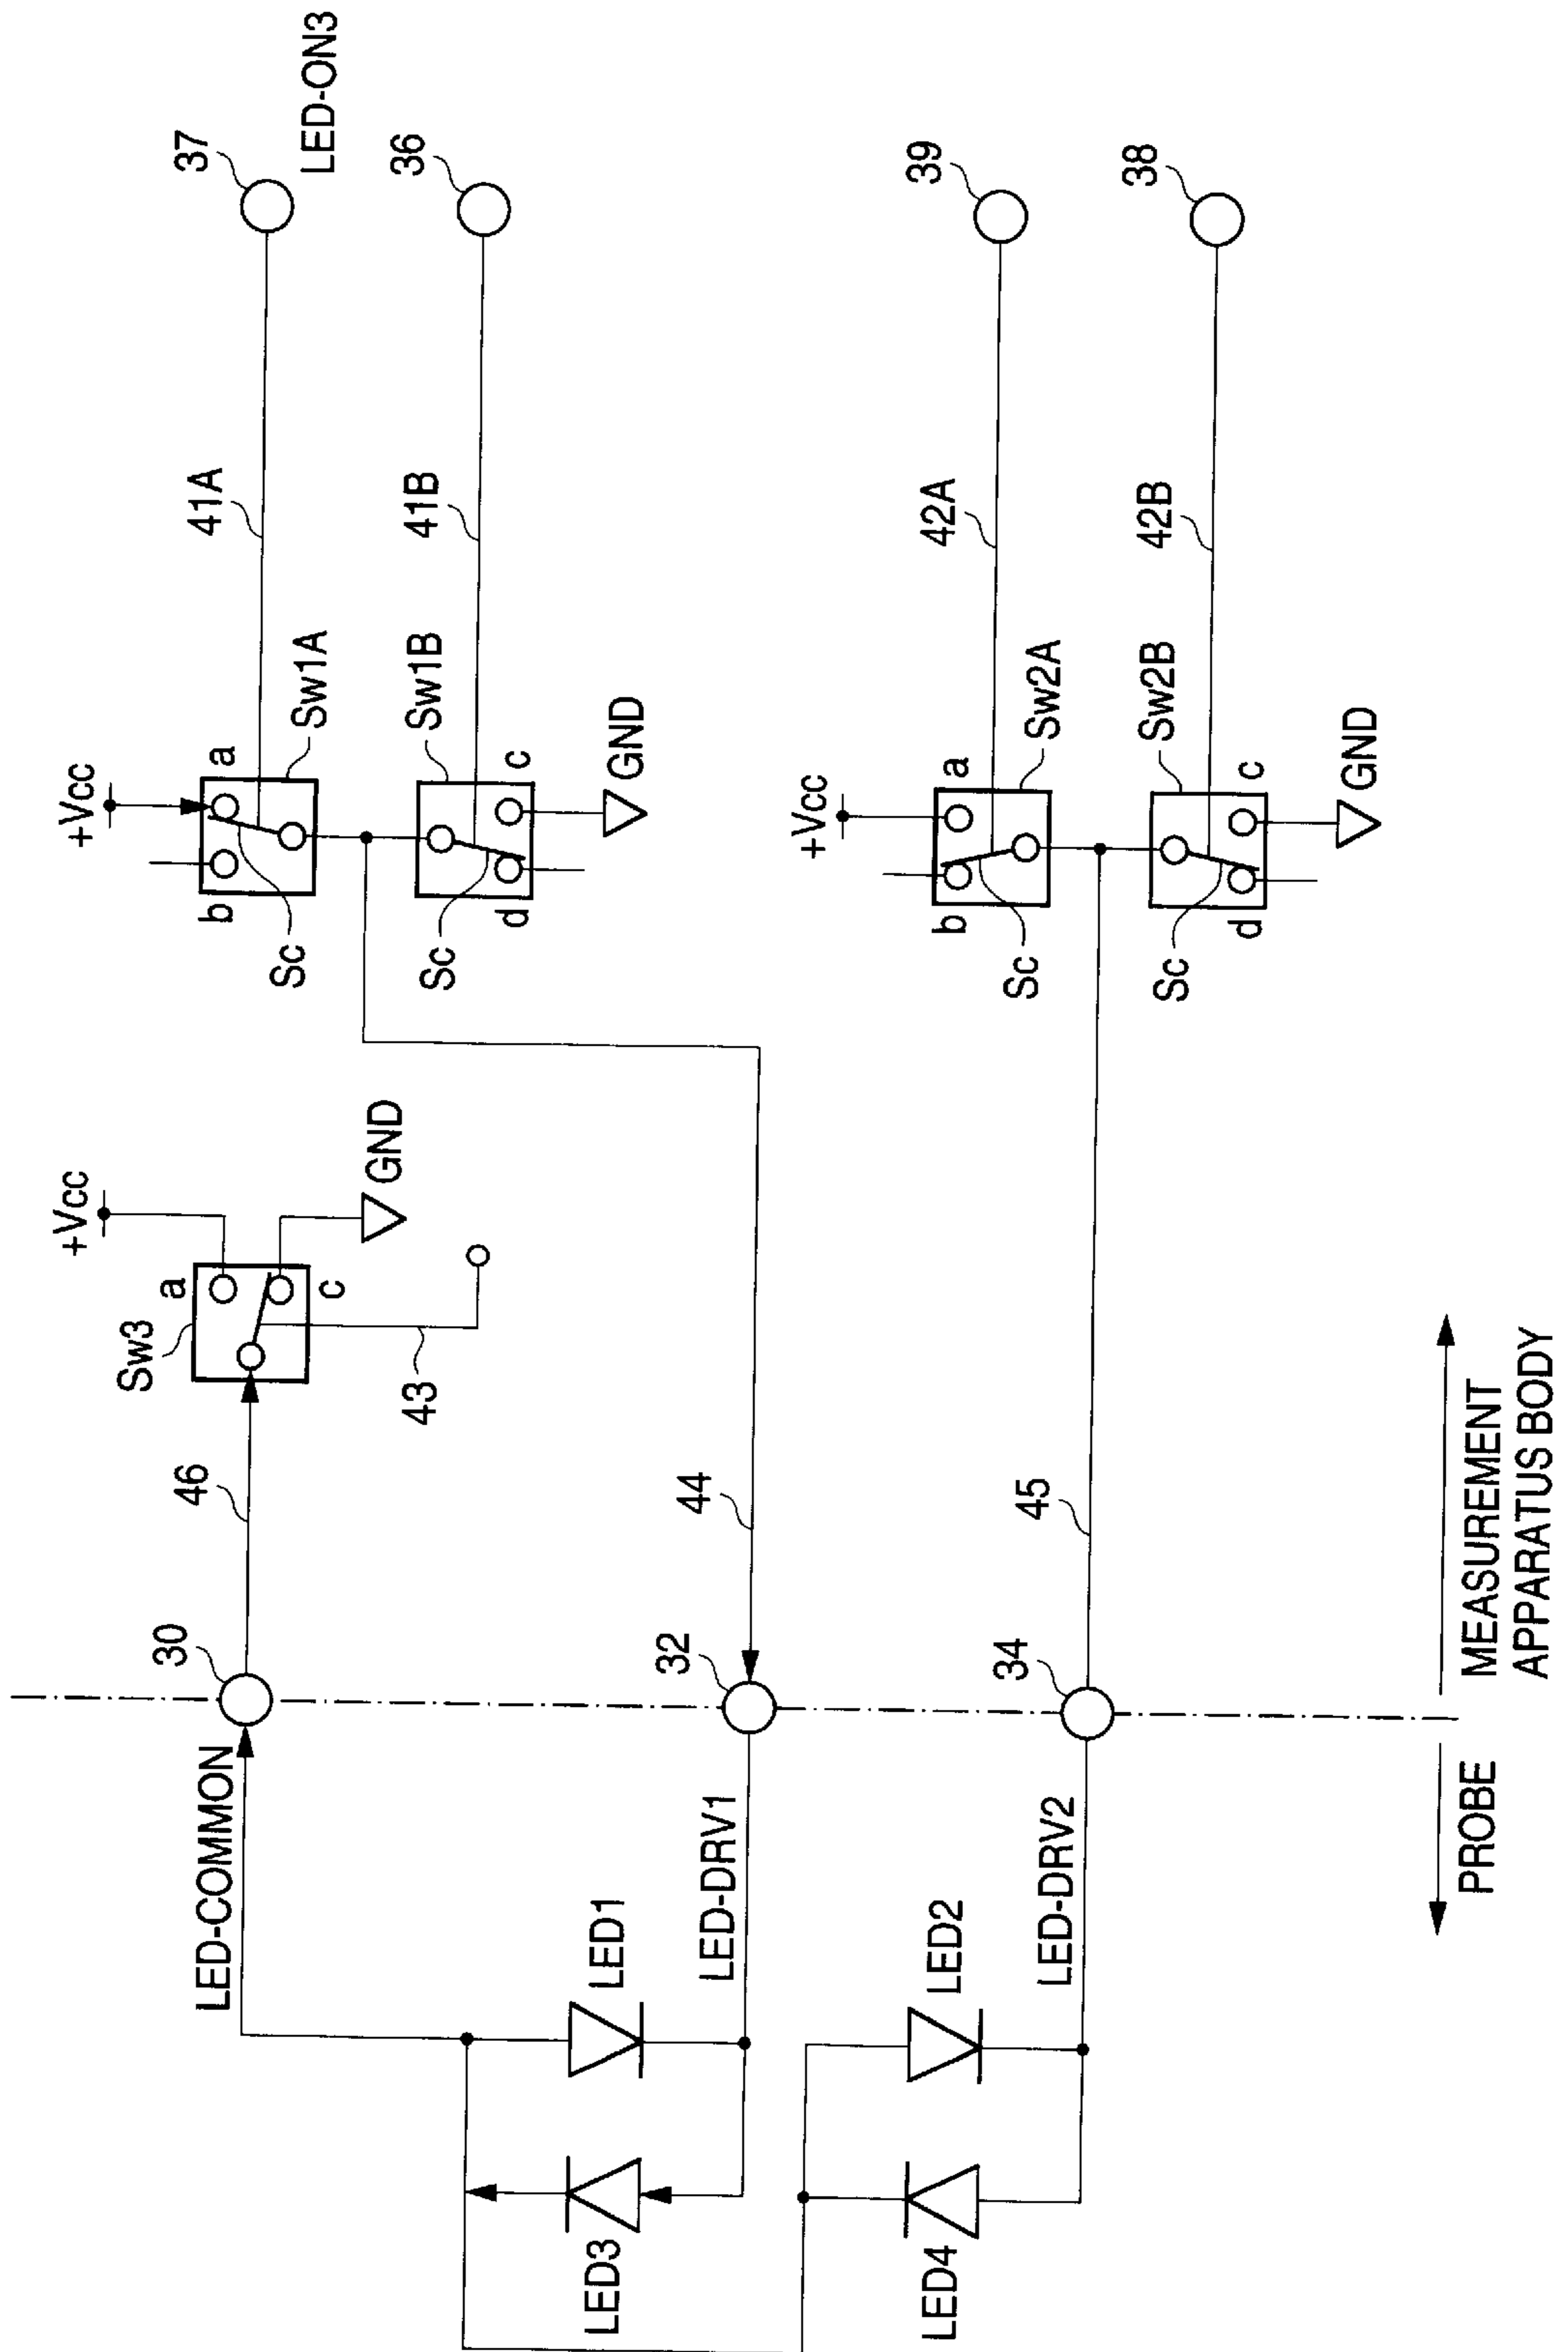 37
LED-ON3
36
39
38
41A
41B
42A
42B
+Vcc
a
b
Sw1A
Sc
Sw1B
c
d
Sc
GND
+Vcc
a
b
Sw2A
Sc
Sw2B
c
d
Sc
GND
+Vcc
a
Sw3
c
GND
43
46
44
45
30
32
34
LED-COMMON
LED-DRV1
LED-DRV2
LED1
LED3
LED2
LED4
PROBE
MEASUREMENT
APPARATUS BODY